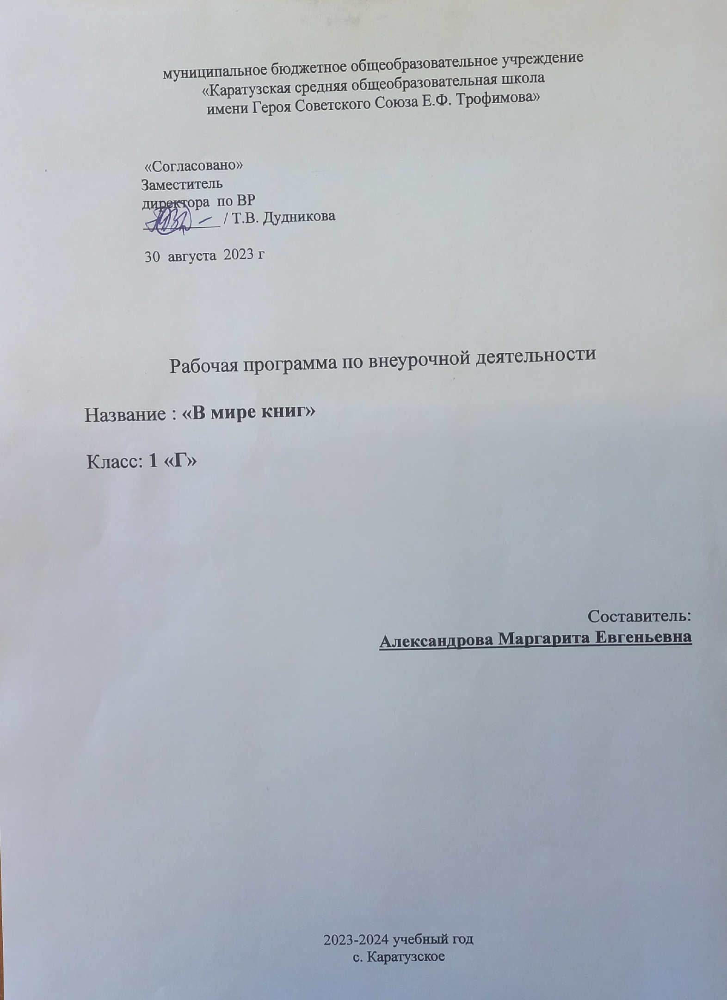 муниципальное бюджетное общеобразовательное учреждение
«Каратузская средняя общеобразовательная школа
имени Героя Советского Союза Е.Ф. Трофимова»
«Согласовано»
Заместитель
директора по ВР
/ Т.В. Дудникова
30 августа 2023 г
Рабочая программа по внеурочной деятельности
Название : «В мире книг»
Класс: 1 «Г»
Составитель:
Александрова Маргарита Евгеньевна
2023-2024 учебный год
с. Каратузское